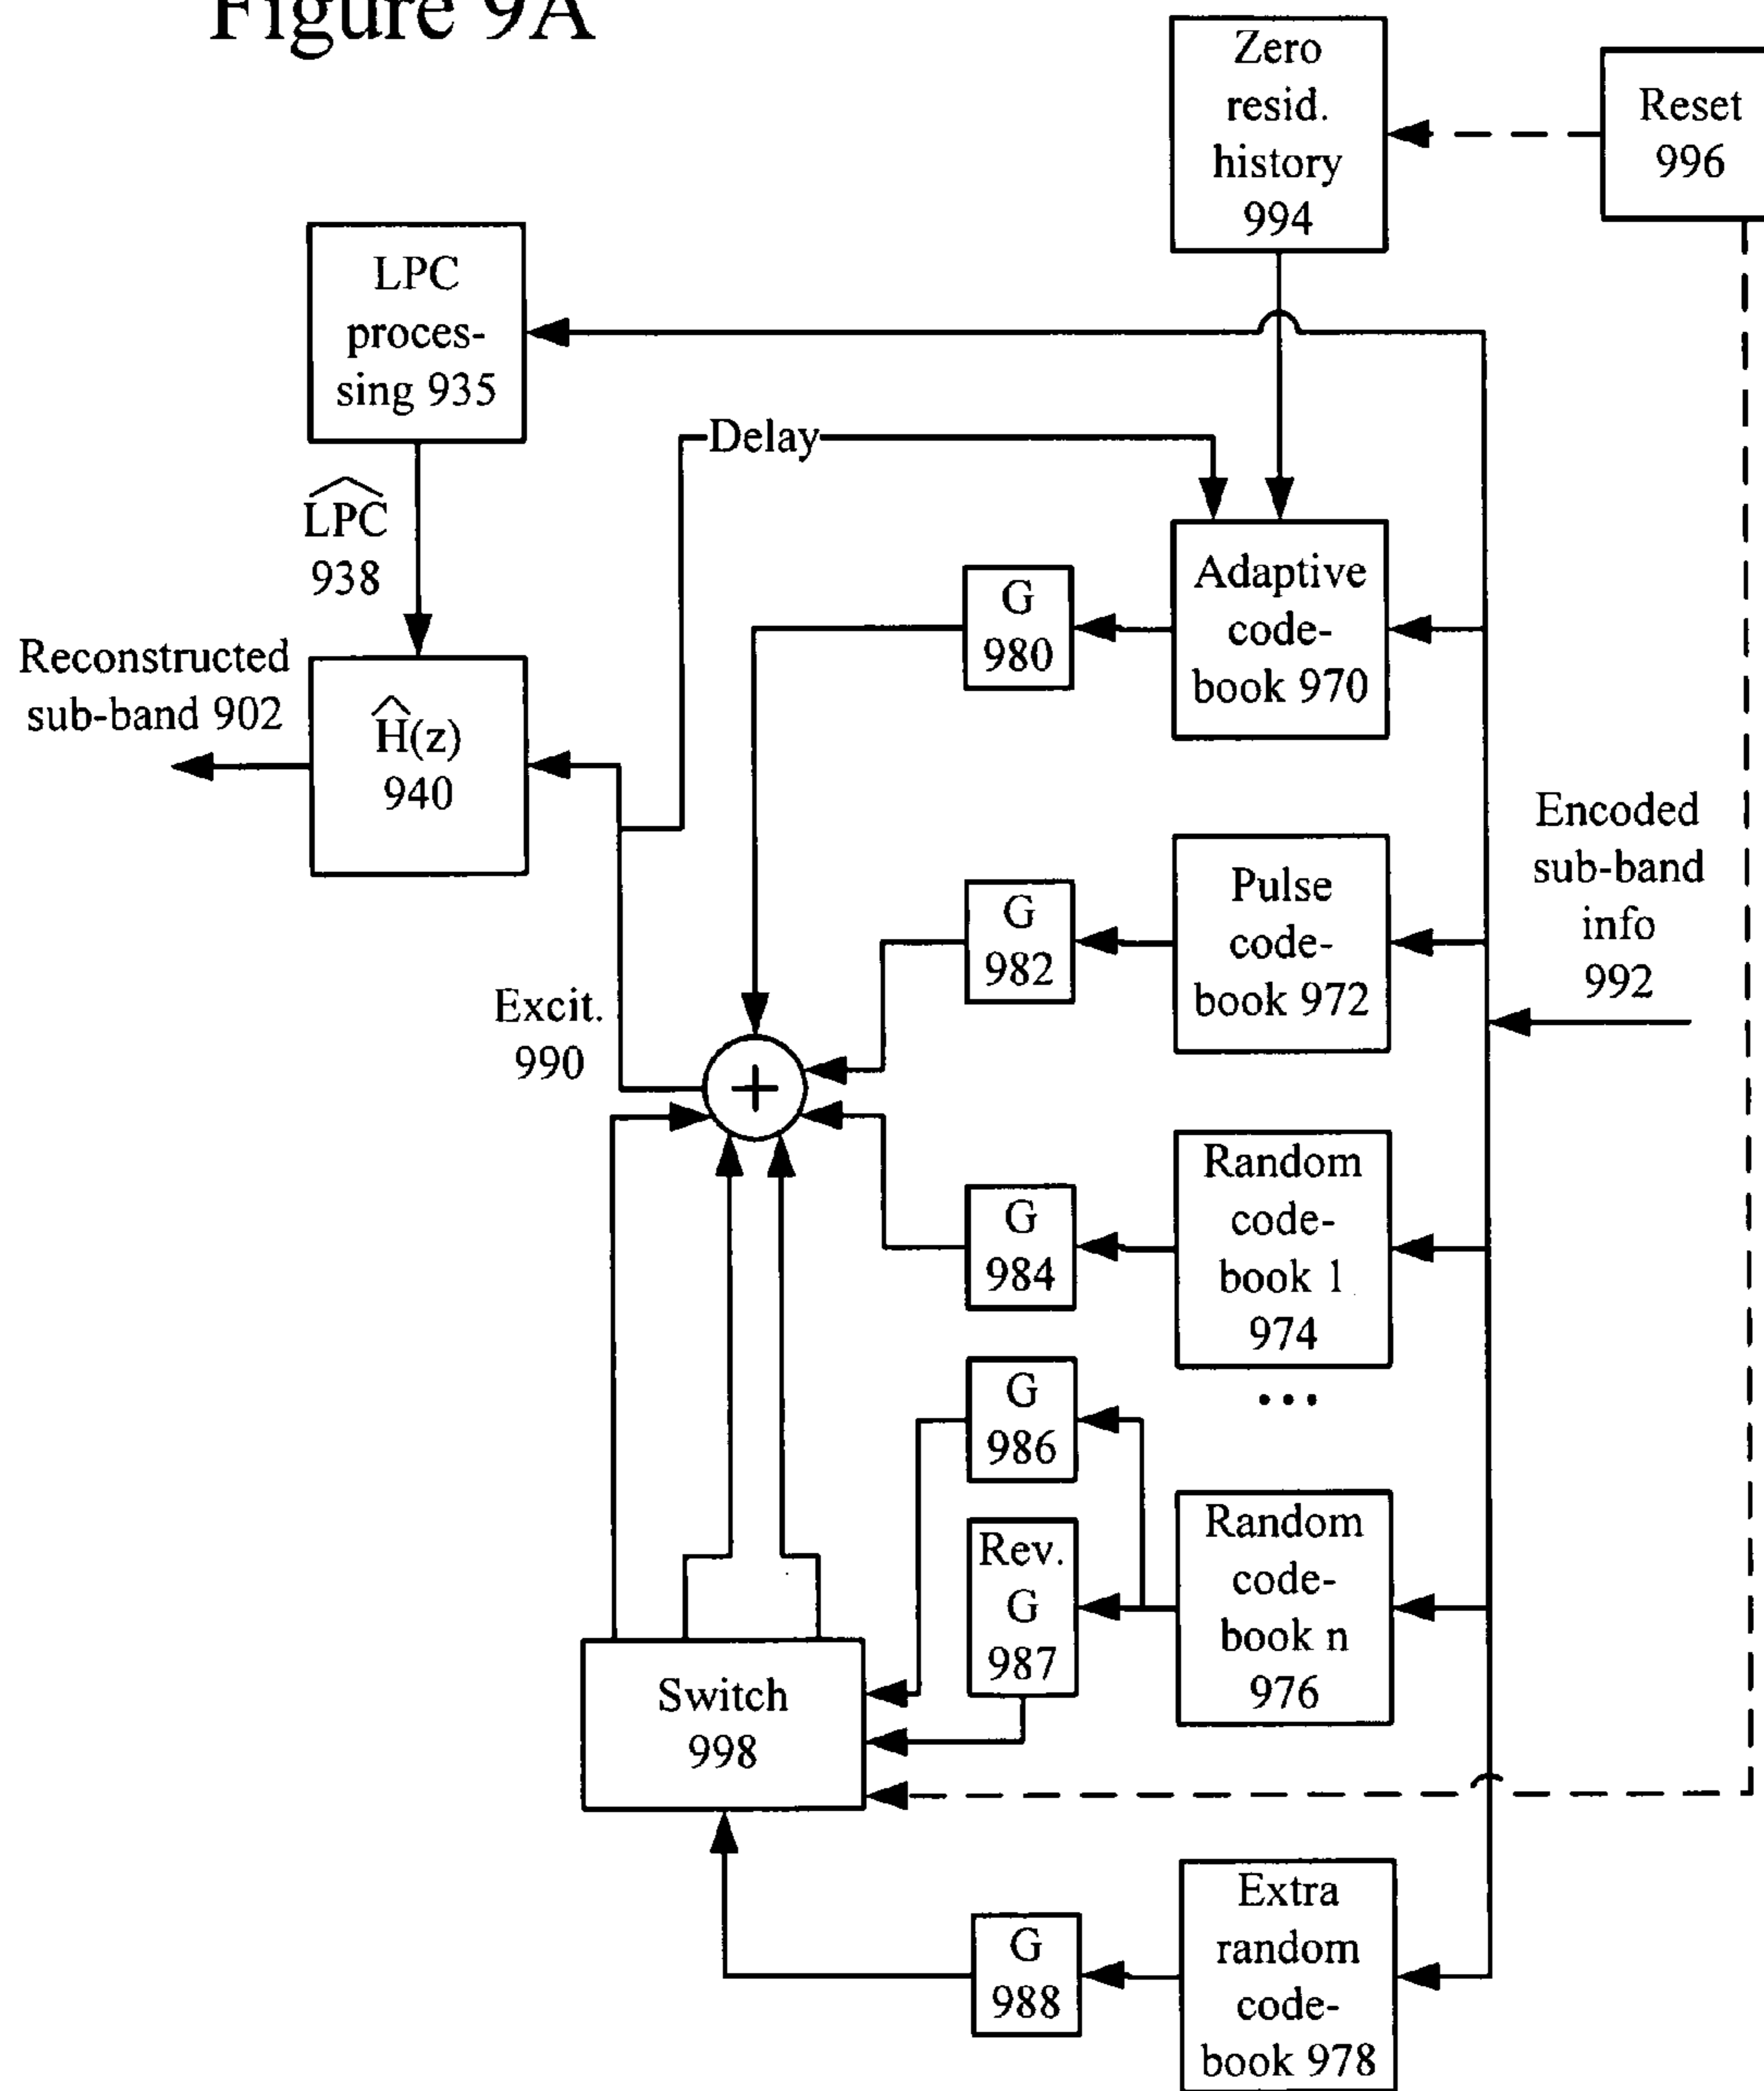 Figure 9A
Zero
resid.
history
994
Reset
996
LPC
proces-
sing 935
Delay
LPC
938
Adaptive
code-
book 970
G
980
Reconstructed
sub-band 902
Ĥ(z)
940
Encoded
sub-band
info
992
Pulse
code-
book 972
G
982
Excit.
990
+
Random
code-
book 1
974
G
984
...
G
986
Random
code-
book n
976
Rev.
G
987
Switch
998
Extra
random
code-
book 978
G
988